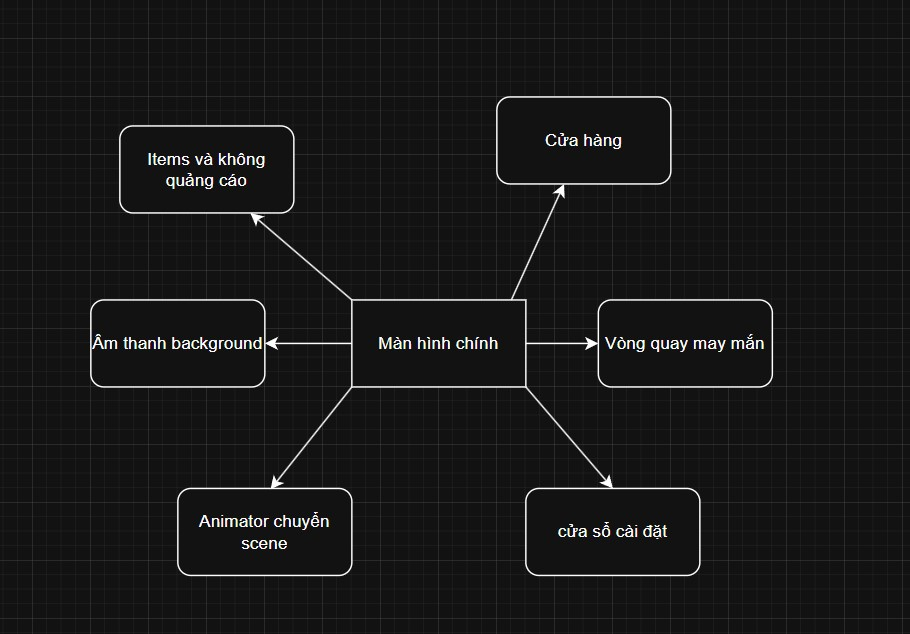 Cửa hàng
Items và không
quảng cáo
Âm thanh background
Màn hình chính
Vòng quay may mắn
Animator chuyển
scene
cửa sổ cài đặt